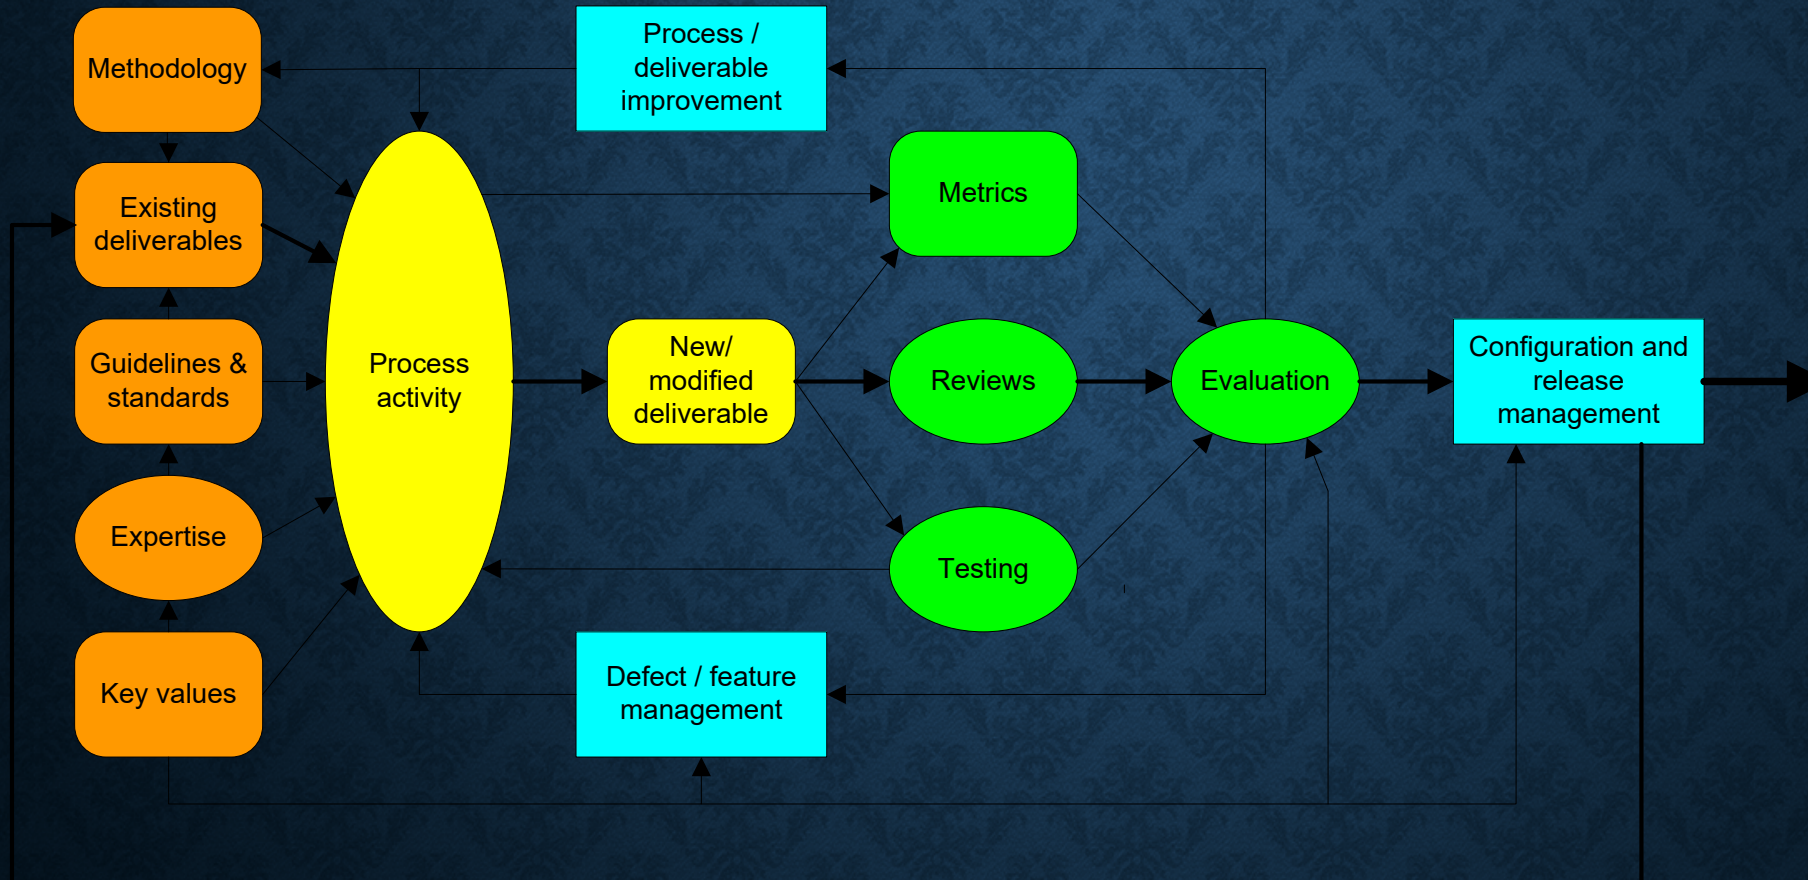 Methodology
Process /
deliverable
improvement
Existing
deliverables
Metrics
Guidelines &
standards
Process
activity
New/
modified
deliverable
Reviews
Evaluation
Configuration and
release
management
Expertise
Testing
Key values
Defect / feature
management